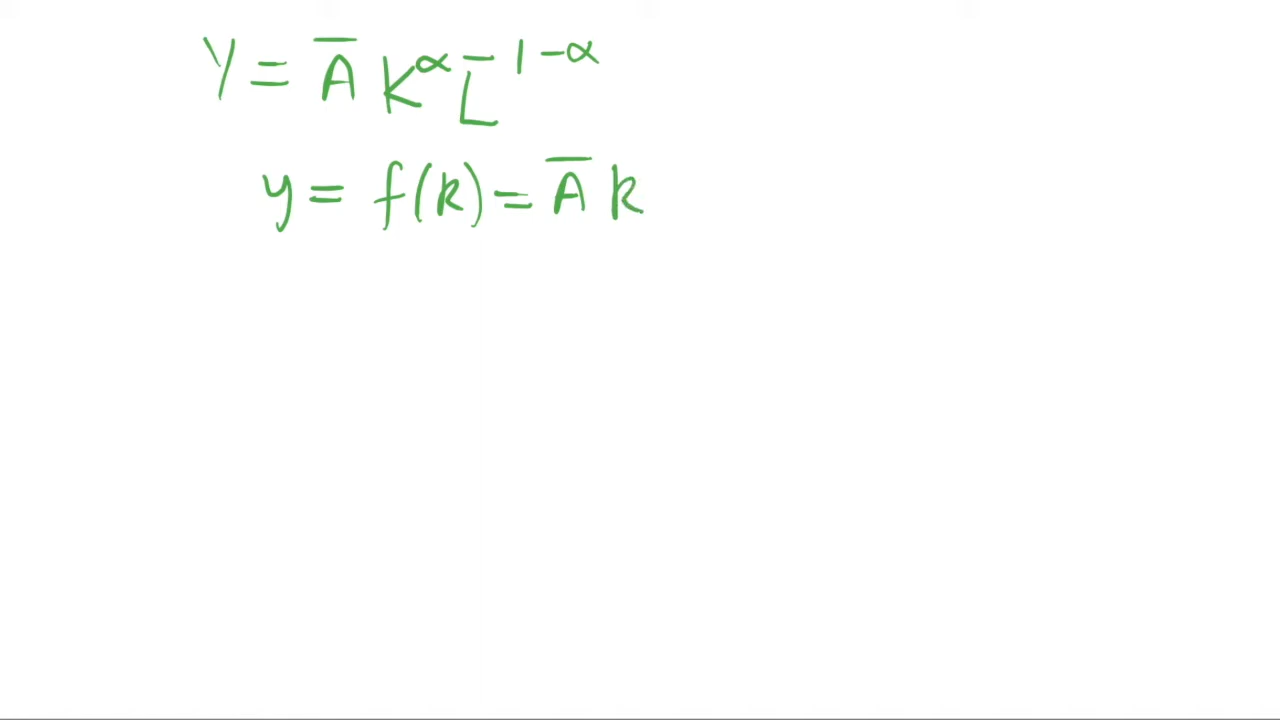 Y = A̅ K^α L̅^{1-α}
y = f(k) = A̅ k